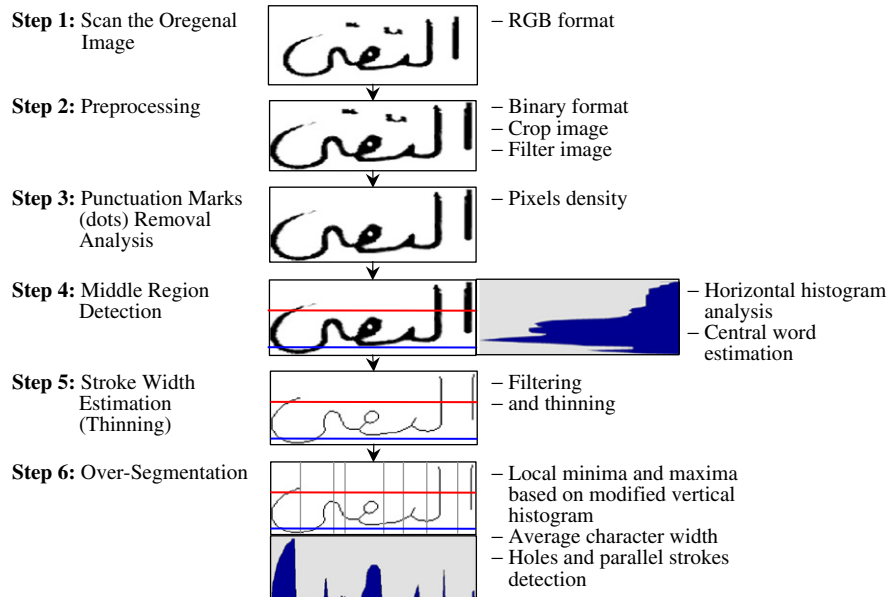 Step 1: Scan the Oregenal
Image
– RGB format
التقى
Step 2: Preprocessing
– Binary format
– Crop image
– Filter image
التقى
Step 3: Punctuation Marks
(dots) Removal
Analysis
– Pixels density
Step 4: Middle Region
Detection
– Horizontal histogram
analysis
– Central word
estimation
Step 5: Stroke Width
Estimation
(Thinning)
– Filtering
– and thinning
Step 6: Over-Segmentation
– Local minima and maxima
based on modified vertical
histogram
– Average character width
– Holes and parallel strokes
detection